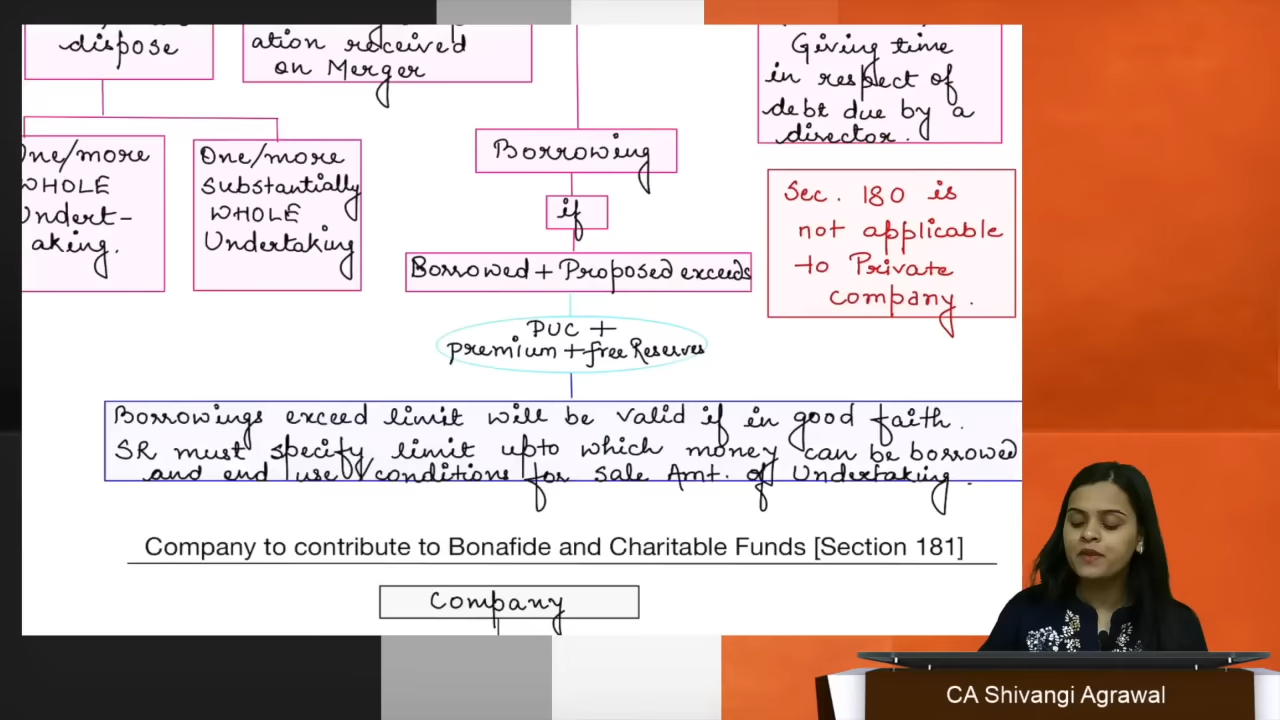 dispose
ation received
on Merger
Giving time
in respect of
debt due by a
director.
One/more
WHOLE
Undert-
aking.
One/more
Substantially
WHOLE
Undertaking
Borrowing
if
Borrowed + Proposed exceeds
PUC +
premium + free Reserves
Sec. 180 is
not applicable
to Private
company.
Borrowings exceed limit will be valid if in good faith.
SR must specify limit upto which money can be borrowed
and end use/conditions for Sale Amt. of Undertaking.
Company to contribute to Bonafide and Charitable Funds [Section 181]
Company
CA Shivangi Agrawal